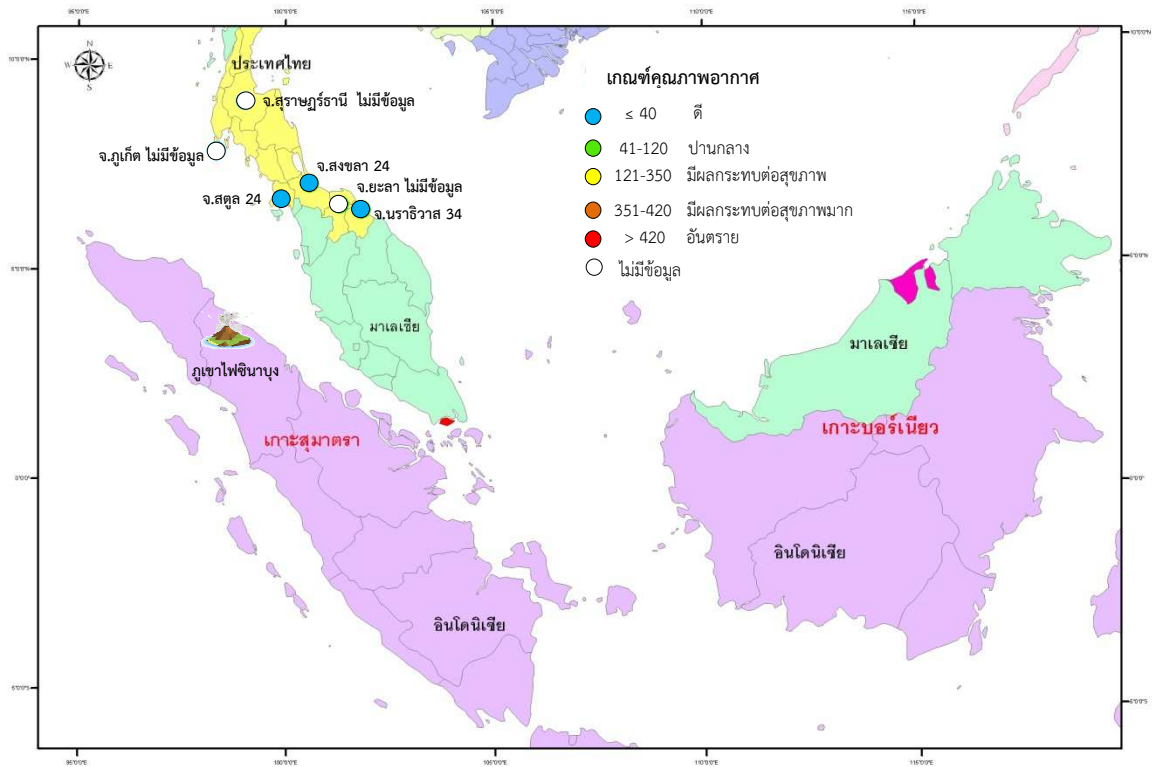 N
W E
S
ประเทศไทย
จ.สุราษฏร์ธานี ไม่มีข้อมูล
จ.ภูเก็ต ไม่มีข้อมูล
จ.สงขลา 24
จ.ยะลา ไม่มีข้อมูล
จ.สตูล 24
จ.นราธิวาส 34
เกณฑ์คุณภาพอากาศ
≤ 40 ดี
41-120 ปานกลาง
121-350 มีผลกระทบต่อสุขภาพ
351-420 มีผลกระทบต่อสุขภาพมาก
> 420 อันตราย
ไม่มีข้อมูล
มาเลเซีย
มาเลเซีย
ภูเขาไฟซินาบุง
เกาะสุมาตรา
เกาะบอร์เนียว
อินโดนิเซีย
อินโดนิเซีย